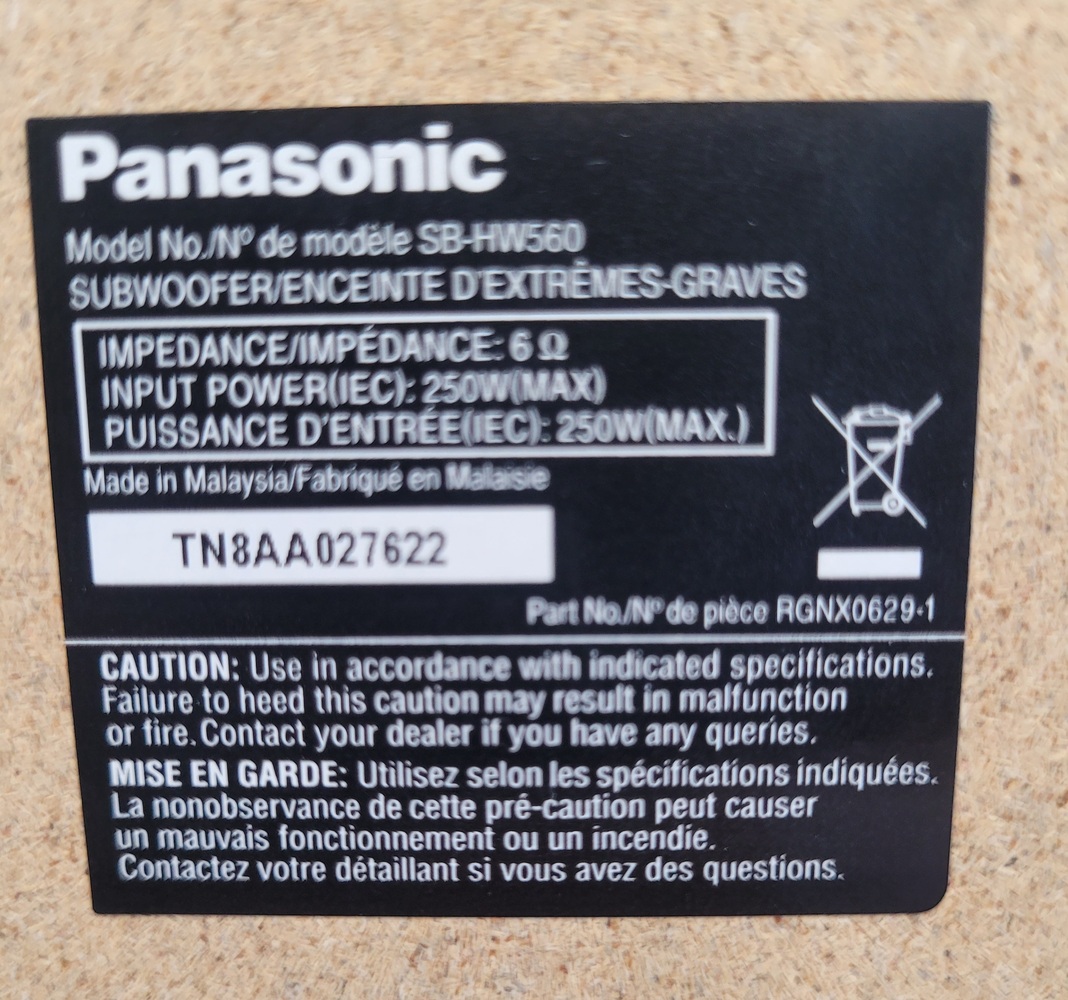 Panasonic
Model No./Nº de modèle SB-HW560
SUBWOOFER/ENCEINTE D'EXTRÊMES-GRAVES
IMPEDANCE/IMPÉDANCE: 6 Ω
INPUT POWER(IEC): 250W(MAX)
PUISSANCE D'ENTRÉE(IEC): 250W(MAX.)
Made in Malaysia/Fabriqué en Malaisie
TN8AA027622
Part No./Nº de pièce RGNX0629-1
CAUTION: Use in accordance with indicated specifications.
Failure to heed this caution may result in malfunction
or fire. Contact your dealer if you have any queries.
MISE EN GARDE: Utilisez selon les spécifications indiquées.
La nonobservance de cette pré-caution peut causer
un mauvais fonctionnement ou un incendie.
Contactez votre détaillant si vous avez des questions.